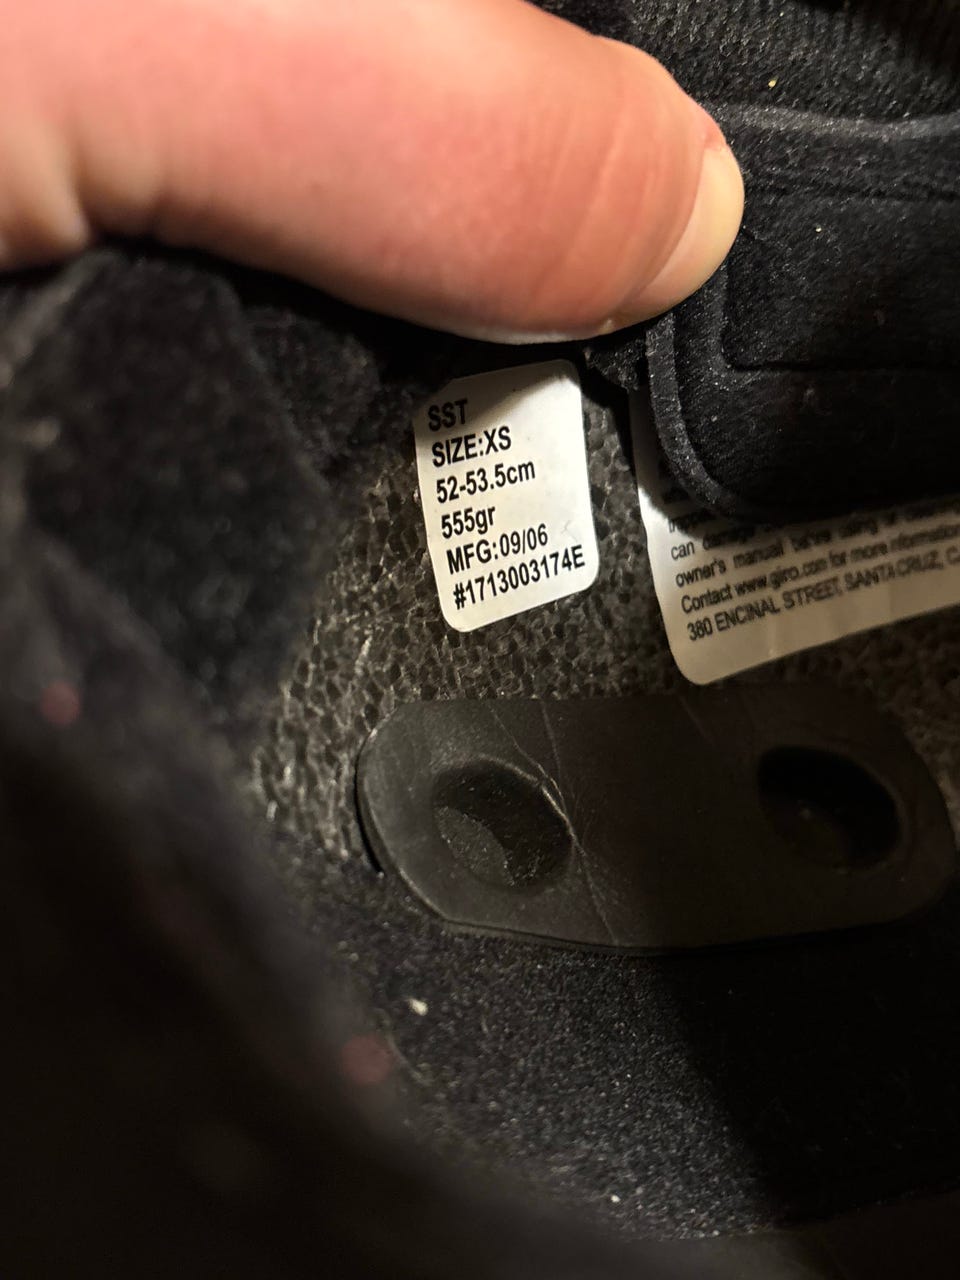 SST
SIZE:XS
52-53.5cm
555gr
MFG:09/06
#1713003174E
can damage
owner's manual before using
Contact www.giro.com for more information
380 ENCINAL STREET, SANTA CRUZ, C